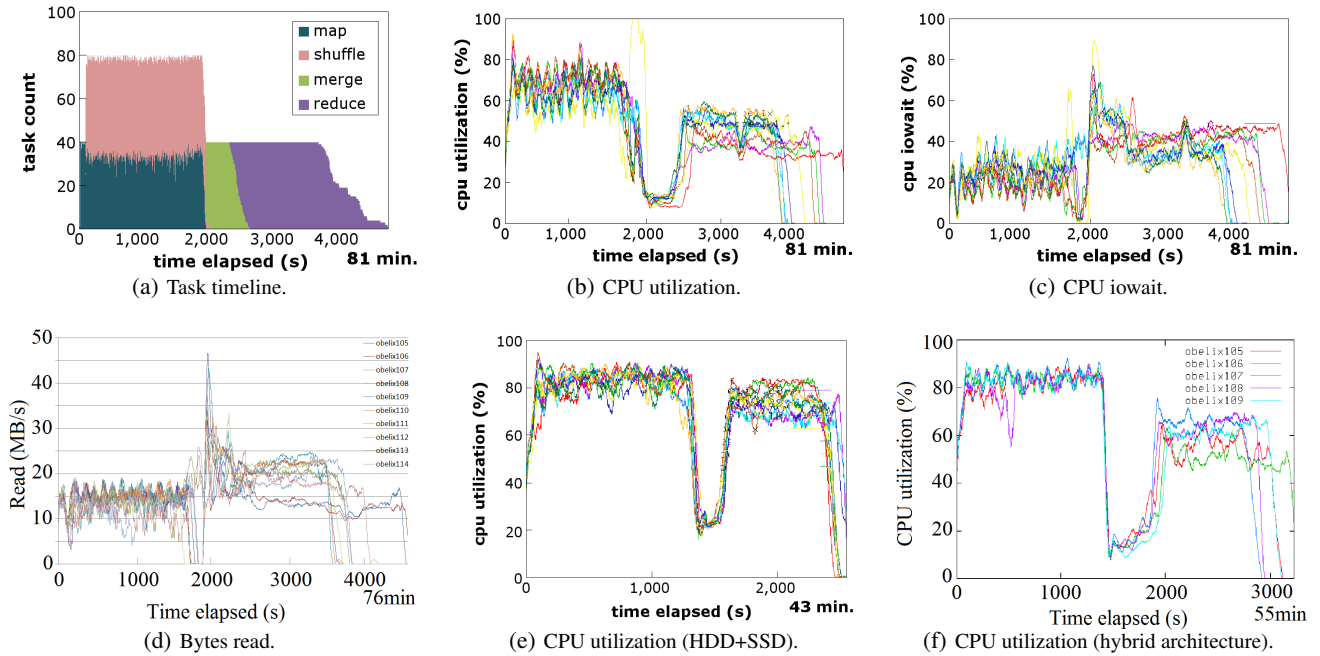 100
80
60
40
20
0
task count
map
shuffle
merge
reduce
0 1,000 2,000 3,000 4,000
time elapsed (s) 81 min.
(a) Task timeline.
100
80
60
40
20
0
cpu utilization (%)
0 1,000 2,000 3,000 4,000
time elapsed (s) 81 min.
(b) CPU utilization.
100
80
60
40
20
0
cpu iowait (%)
0 1,000 2,000 3,000 4,000
time elapsed (s) 81 min.
(c) CPU iowait.
50
40
30
20
10
0
Read (MB/s)
obelix105
obelix106
obelix107
obelix108
obelix109
obelix110
obelix111
obelix112
obelix113
obelix114
0 1000 2000 3000 4000
76min
Time elapsed (s)
(d) Bytes read.
100
80
60
40
20
0
cpu utilization (%)
0 1,000 2,000
time elapsed (s) 43 min.
(e) CPU utilization (HDD+SSD).
100
80
60
40
20
0
CPU utilization (%)
obelix105
obelix106
obelix107
obelix108
obelix109
0 1000 2000 3000
Time elapsed (s) 55min
(f) CPU utilization (hybrid architecture).